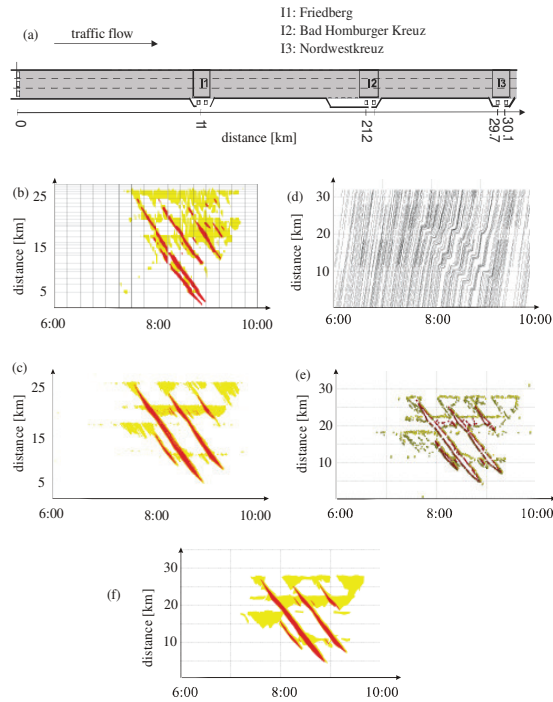 I1: Friedberg
I2: Bad Homburger Kreuz
I3: Nordwestkreuz
(a) traffic flow
I1 I2 I3
0 11 212 29.7 30.1
distance [km]
(b)
25
15
5
distance [km]
6:00 8:00 10:00
(d)
30
20
10
distance [km]
6:00 8:00 10:00
(c)
25
15
5
distance [km]
6:00 8:00 10:00
(e)
30
20
10
distance [km]
6:00 8:00 10:00
(f)
30
20
10
distance [km]
6:00 8:00 10:00